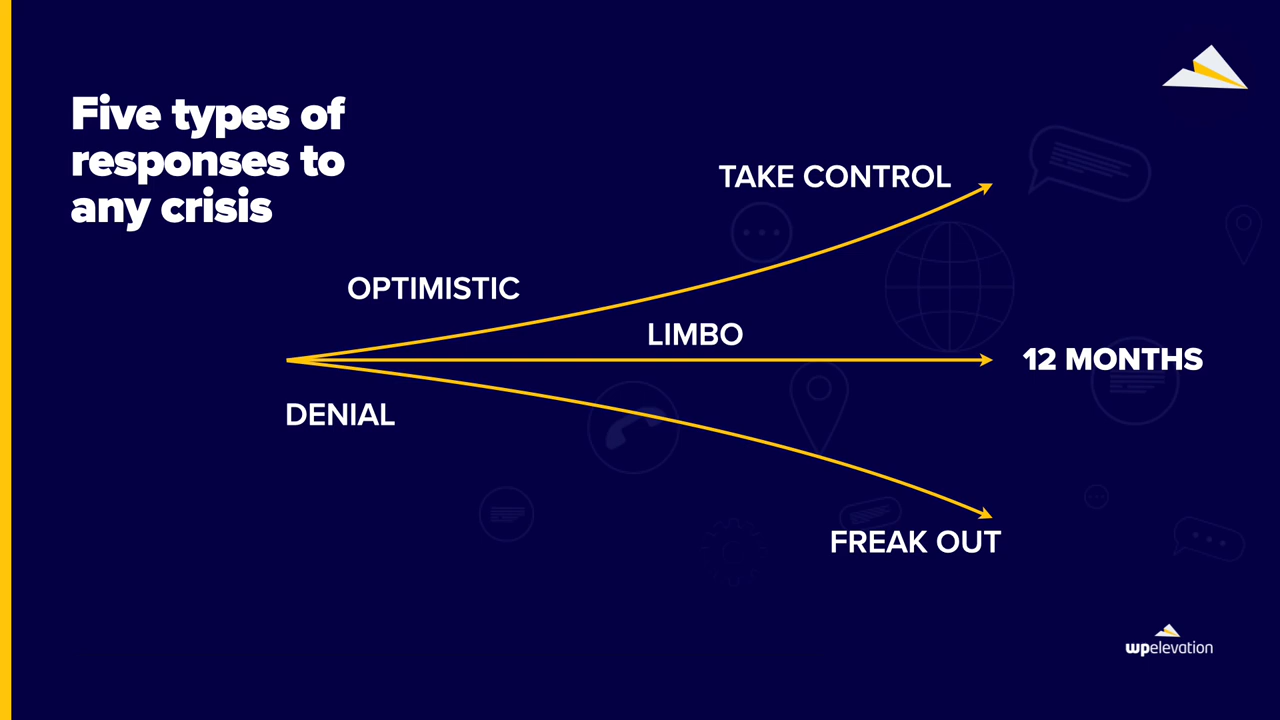 Five types of
responses to
any crisis
TAKE CONTROL
OPTIMISTIC
LIMBO
12 MONTHS
DENIAL
FREAK OUT
wpelevation